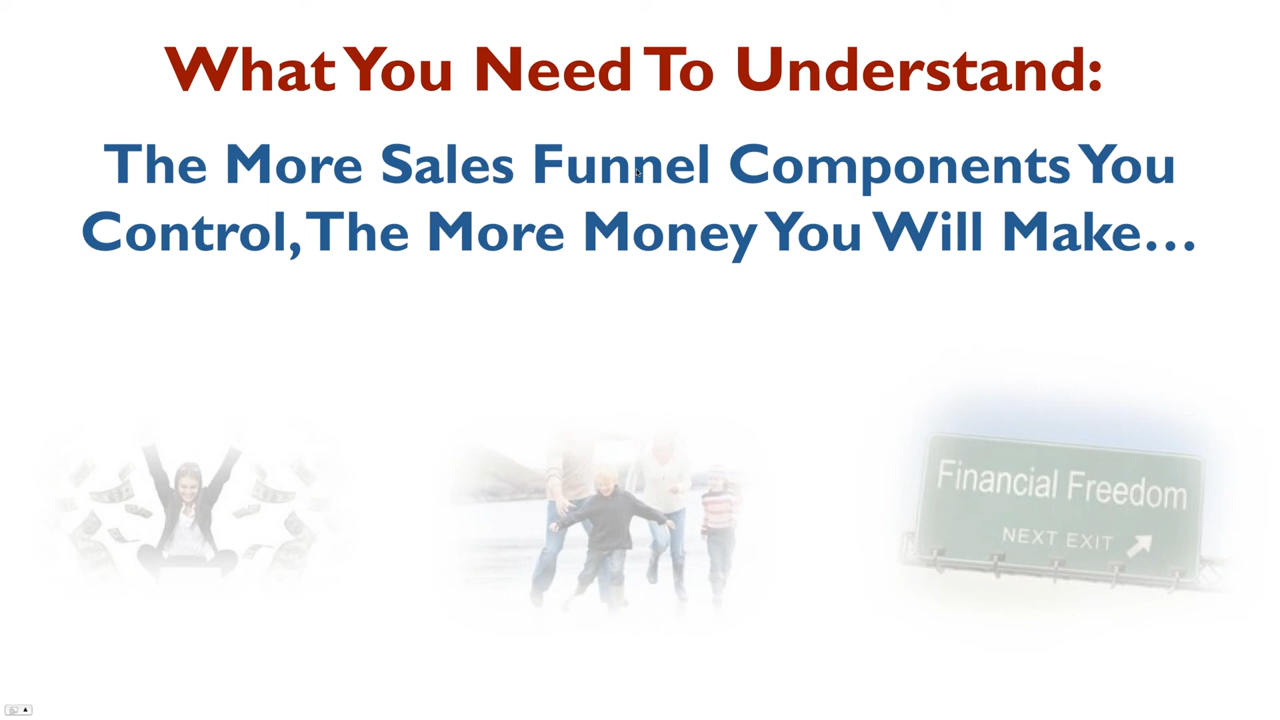 What You Need To Understand:
The More Sales Funnel Components You
Control, The More Money You Will Make...
Financial Freedom
NEXT EXIT